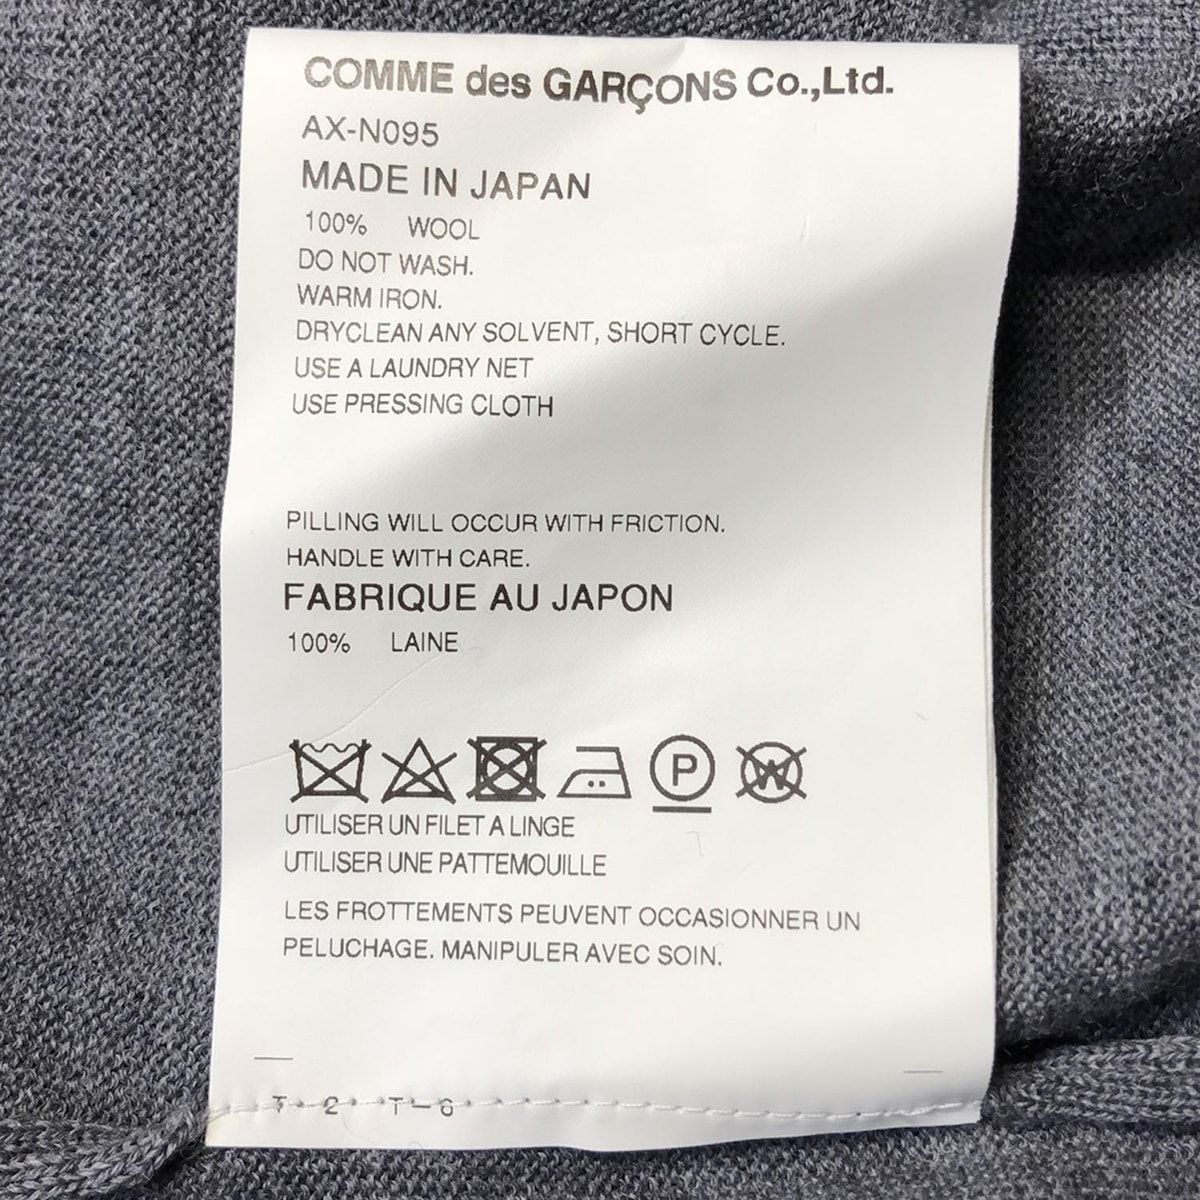 COMME des GARÇONS Co.,Ltd.
AX-N095
MADE IN JAPAN
100% WOOL
DO NOT WASH.
WARM IRON.
DRYCLEAN ANY SOLVENT, SHORT CYCLE.
USE A LAUNDRY NET
USE PRESSING CLOTH
PILLING WILL OCCUR WITH FRICTION.
HANDLE WITH CARE.
FABRIQUE AU JAPON
100% LAINE
P W
UTILISER UN FILET A LINGE
UTILISER UNE PATTEMOUILLE
LES FROTTEMENTS PEUVENT OCCASIONNER UN
PELUCHAGE. MANIPULER AVEC SOIN.